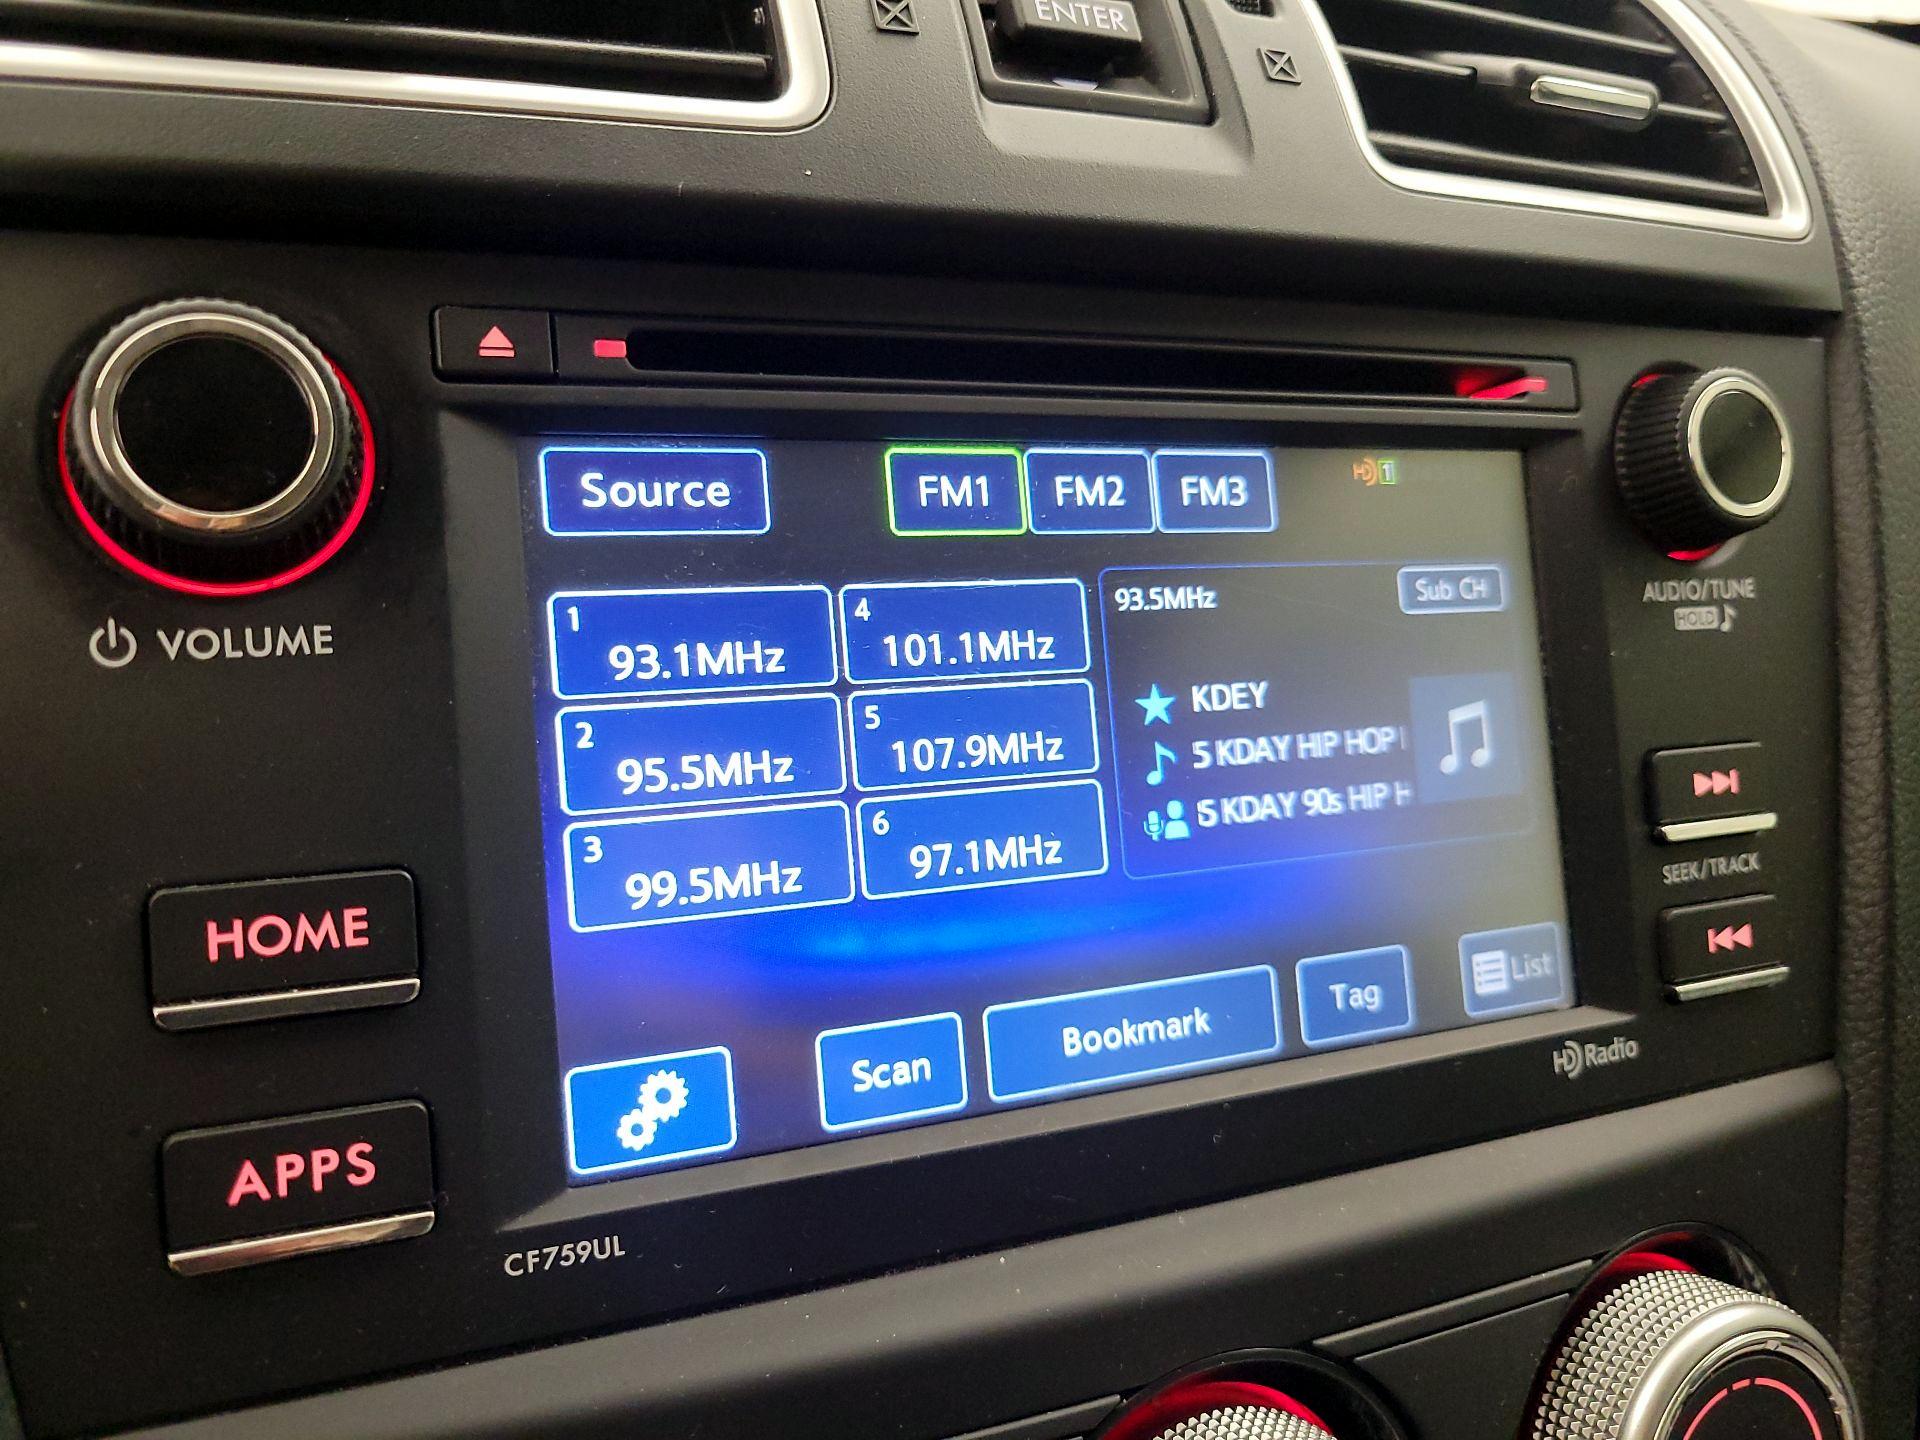 ENTER
Source
FM1
FM2
FM3
HD 1
1
93.1MHz
4
101.1MHz
93.5MHz
Sub CH
2
95.5MHz
5
107.9MHz
KDEY
5 KDAY HIP HOP
3
99.5MHz
6
97.1MHz
5 KDAY 90s HIP H
Scan
Bookmark
Tag
List
VOLUME
HOME
APPS
CF759UL
AUDIO/TUNE
HOLD
SEEK/TRACK
HD Radio